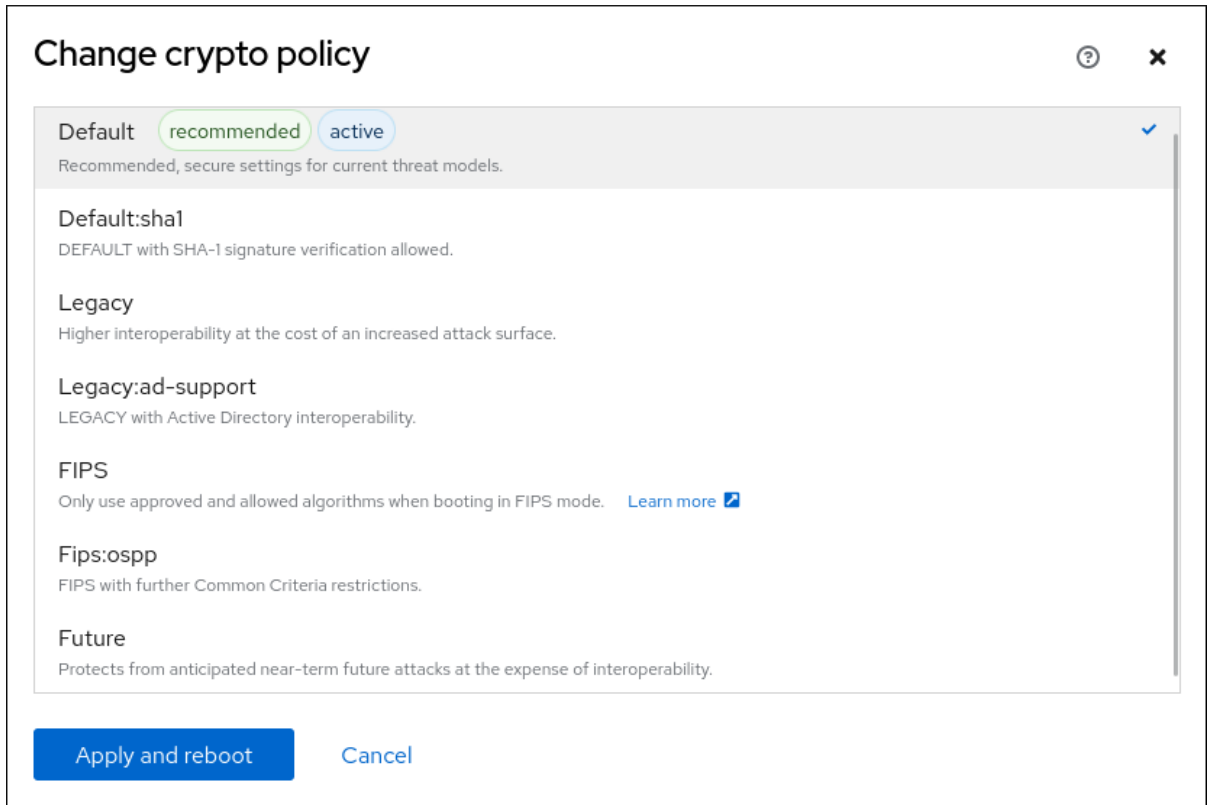 Change crypto policy
Default recommended active
Recommended, secure settings for current threat models.
Default:sha1
DEFAULT with SHA-1 signature verification allowed.
Legacy
Higher interoperability at the cost of an increased attack surface.
Legacy:ad-support
LEGACY with Active Directory interoperability.
FIPS
Only use approved and allowed algorithms when booting in FIPS mode. Learn more
Fips:ospp
FIPS with further Common Criteria restrictions.
Future
Protects from anticipated near-term future attacks at the expense of interoperability.
Apply and reboot Cancel